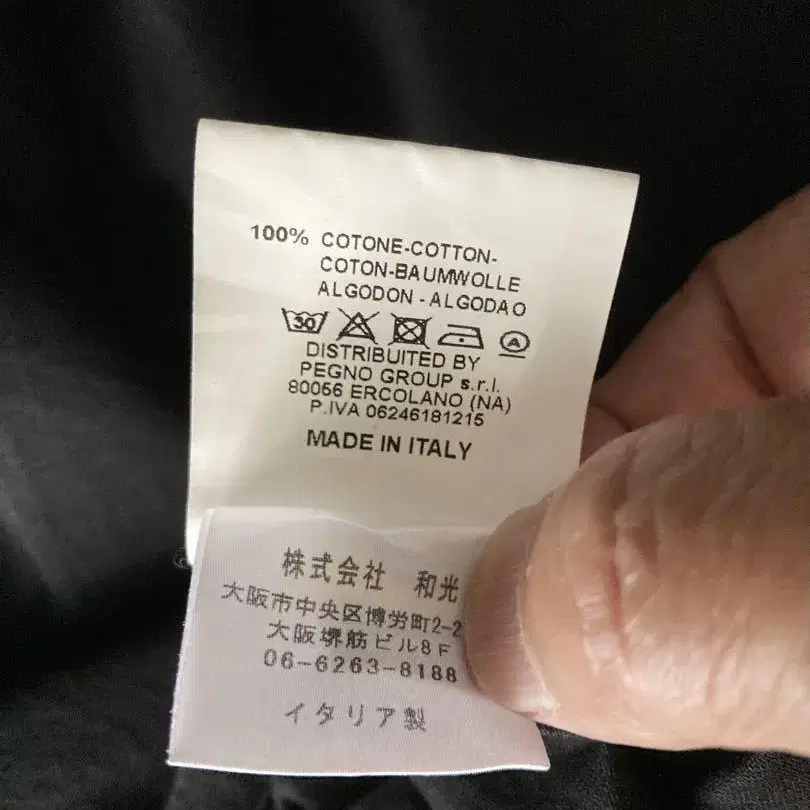 100% COTONE-COTTON-
COTON-BAUMWOLLE
ALGODON - ALGODAO
30 A
DISTRIBUITED BY
PEGNO GROUP s.r.l.
80056 ERCOLANO (NA)
P.IVA 06246181215
MADE IN ITALY
株式会社 和光
大阪市中央区博労町2-2
大阪堺筋ビル8F
06-6263-8188
イタリア製